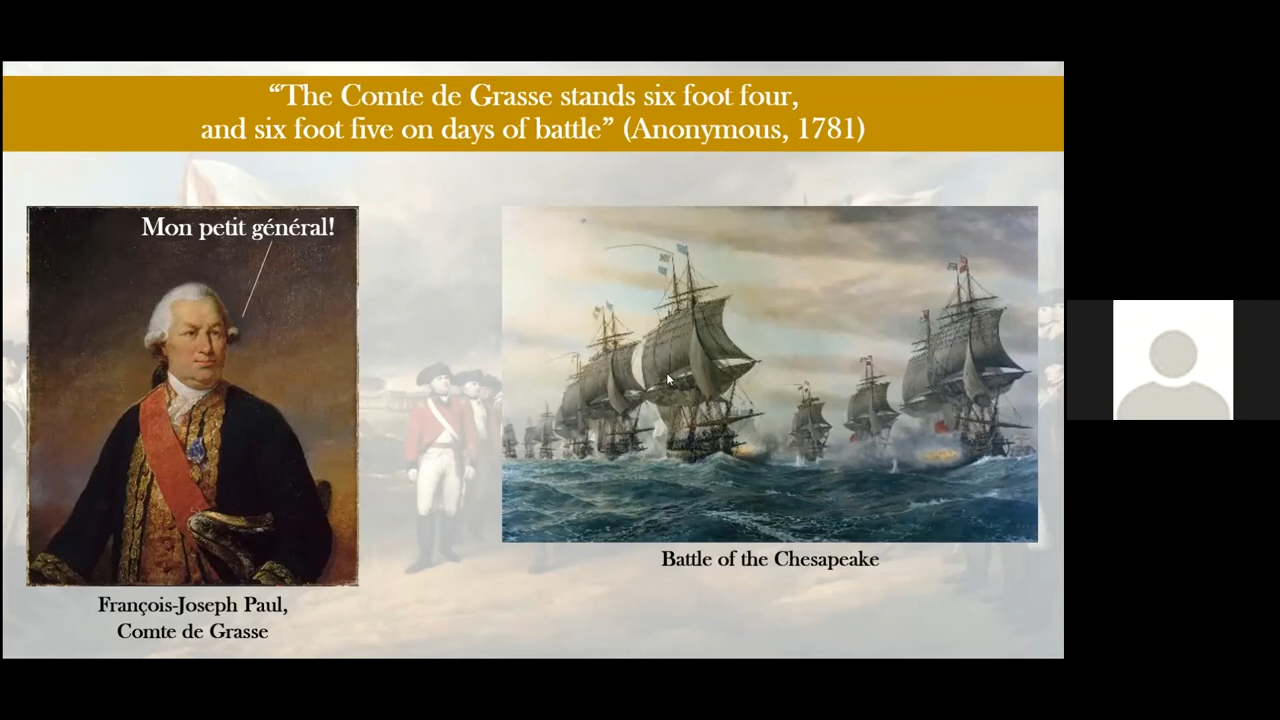 “The Comte de Grasse stands six foot four,
and six foot five on days of battle” (Anonymous, 1781)
Mon petit général!
François-Joseph Paul,
Comte de Grasse
Battle of the Chesapeake